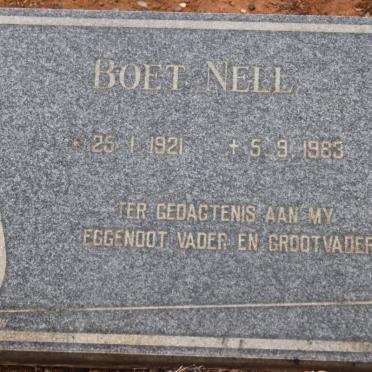 BOET NELL
* 25·1·1921 + 5·9·1983
TER GEDAGTENIS AAN MY
EGGENOOT VADER EN GROOTVADER